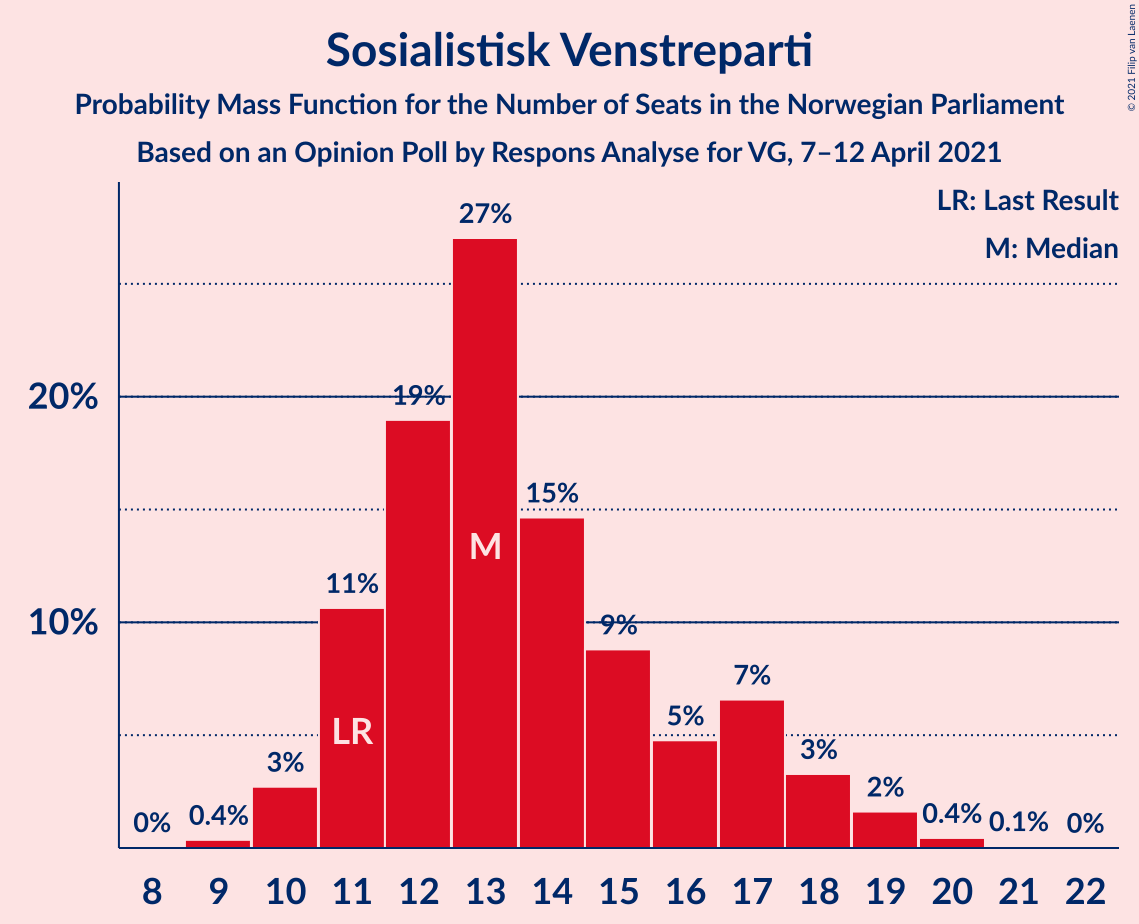 Sosialistisk Venstreparti
Probability Mass Function for the Number of Seats in the Norwegian Parliament
Based on an Opinion Poll by Respons Analyse for VG, 7–12 April 2021
© 2021 Filip van Laenen
LR: Last Result
M: Median
27%
20%
19%
15%
M
11%
10%
9%
7%
5%
LR
3%
3%
2%
0%
0.4%
0.4%
0.1%
0%
8 9 10 11 12 13 14 15 16 17 18 19 20 21 22